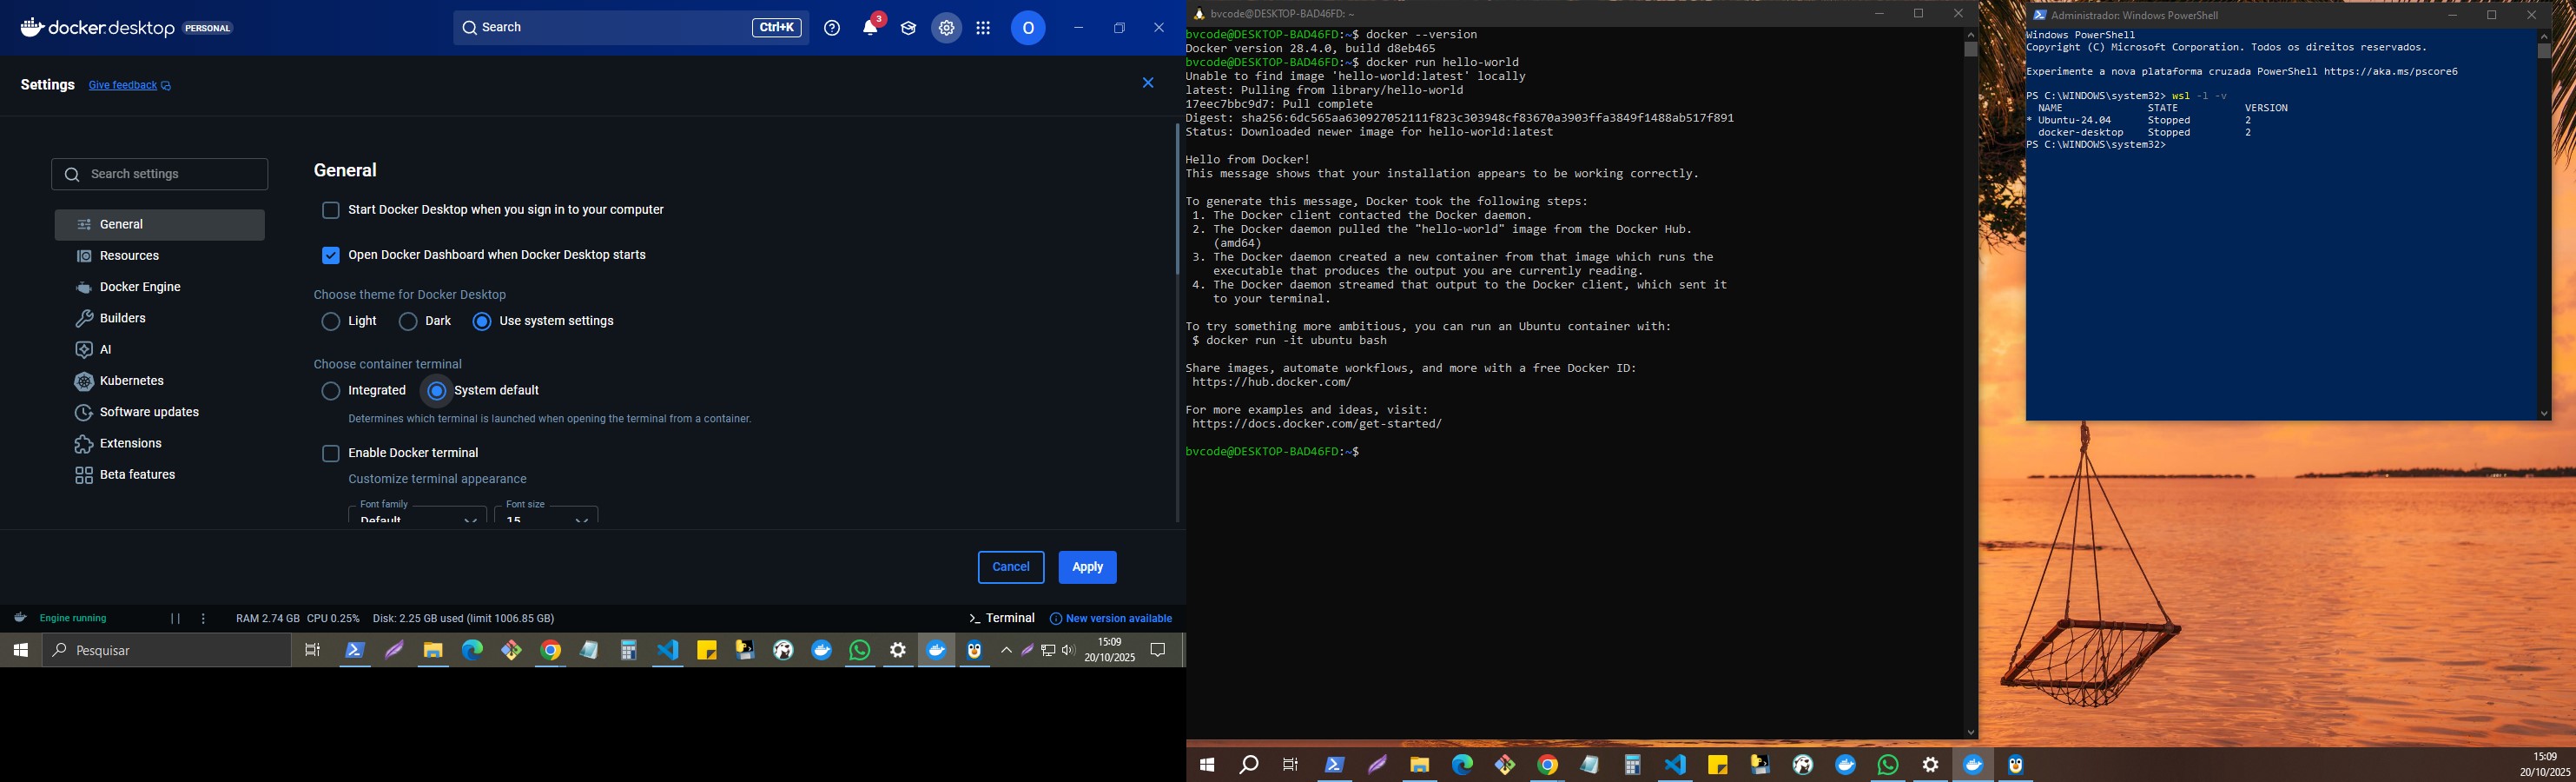 docker.desktop PERSONAL
Search Ctrl+K
3
O
Settings Give feedback
Search settings
General
Resources
Docker Engine
Builders
AI
Kubernetes
Software updates
Extensions
Beta features
General
Start Docker Desktop when you sign in to your computer
Open Docker Dashboard when Docker Desktop starts
Choose theme for Docker Desktop
Light Dark Use system settings
Choose container terminal
Integrated System default
Determines which terminal is launched when opening the terminal from a container.
Enable Docker terminal
Customize terminal appearance
Font family Font size
Default 15
Cancel Apply
Engine running RAM 2.74 GB CPU 0.25% Disk: 2.25 GB used (limit 1006.85 GB) >_ Terminal New version available
Pesquisar
15:09
20/10/2025
bvcode@DESKTOP-BAD46FD: ~
bvcode@DESKTOP-BAD46FD:~$ docker --version
Docker version 28.4.0, build d8eb465
bvcode@DESKTOP-BAD46FD:~$ docker run hello-world
Unable to find image 'hello-world:latest' locally
latest: Pulling from library/hello-world
17eec7bbc9d7: Pull complete
Digest: sha256:6dc565aa630927052111f823c303948cf83670a3903ffa3849f1488ab517f891
Status: Downloaded newer image for hello-world:latest
Hello from Docker!
This message shows that your installation appears to be working correctly.
To generate this message, Docker took the following steps:
1. The Docker client contacted the Docker daemon.
2. The Docker daemon pulled the "hello-world" image from the Docker Hub.
(amd64)
3. The Docker daemon created a new container from that image which runs the
executable that produces the output you are currently reading.
4. The Docker daemon streamed that output to the Docker client, which sent it
to your terminal.
To try something more ambitious, you can run an Ubuntu container with:
$ docker run -it ubuntu bash
Share images, automate workflows, and more with a free Docker ID:
https://hub.docker.com/
For more examples and ideas, visit:
https://docs.docker.com/get-started/
bvcode@DESKTOP-BAD46FD:~$
Administrador: Windows PowerShell
Windows PowerShell
Copyright (C) Microsoft Corporation. Todos os direitos reservados.
Experimente a nova plataforma cruzada PowerShell https://aka.ms/pscore6
PS C:\WINDOWS\system32> wsl -l -v
NAME STATE VERSION
* Ubuntu-24.04 Stopped 2
docker-desktop Stopped 2
PS C:\WINDOWS\system32>
15:09
20/10/2025